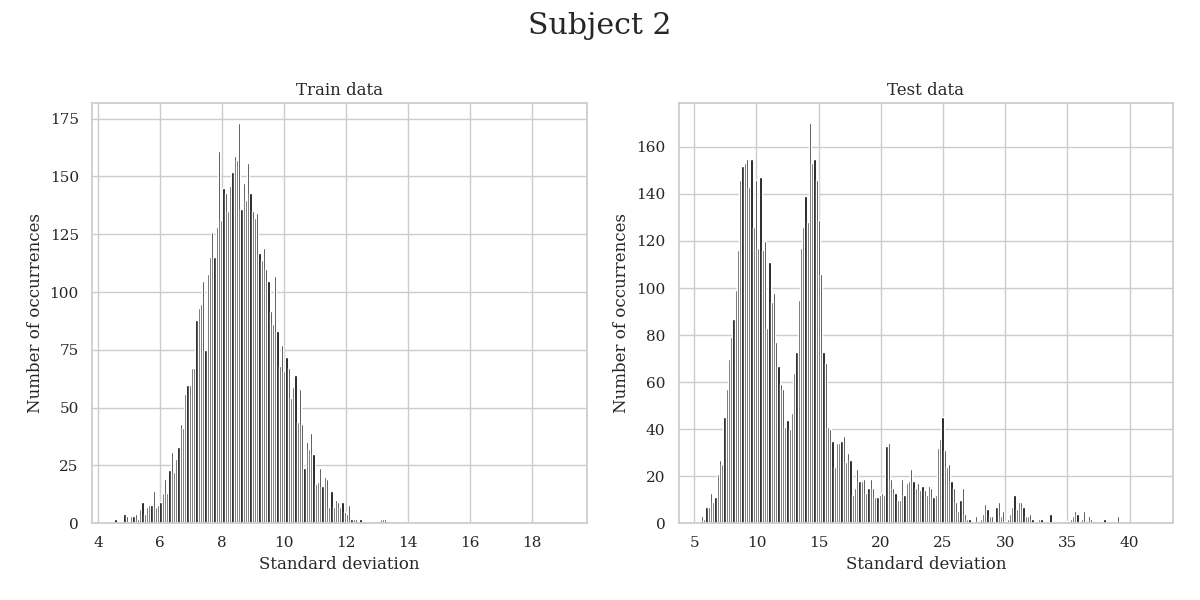 Subject 2
Train data
175
150
125
100
75
50
25
0
Number of occurrences
4 6 8 10 12 14 16 18
Standard deviation
Test data
160
140
120
100
80
60
40
20
0
Number of occurrences
5 10 15 20 25 30 35 40
Standard deviation